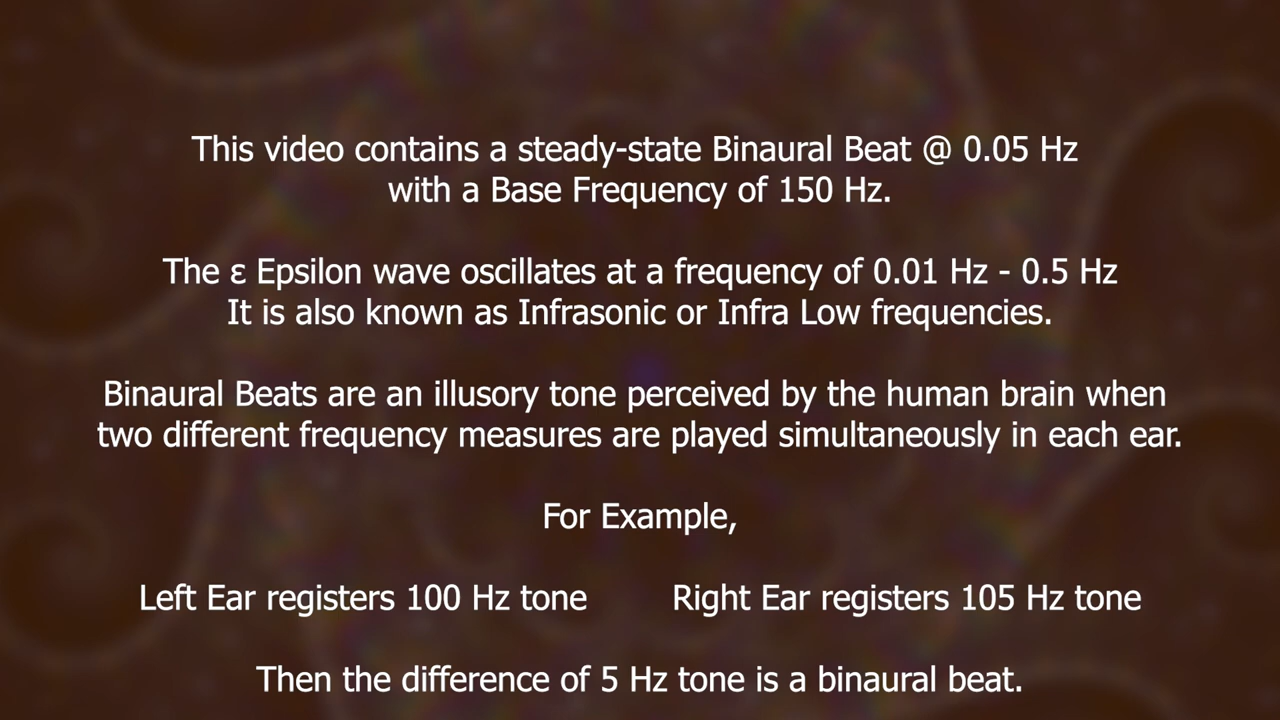 This video contains a steady-state Binaural Beat @ 0.05 Hz
with a Base Frequency of 150 Hz.
The ε Epsilon wave oscillates at a frequency of 0.01 Hz - 0.5 Hz
It is also known as Infrasonic or Infra Low frequencies.
Binaural Beats are an illusory tone perceived by the human brain when
two different frequency measures are played simultaneously in each ear.
For Example,
Left Ear registers 100 Hz tone Right Ear registers 105 Hz tone
Then the difference of 5 Hz tone is a binaural beat.